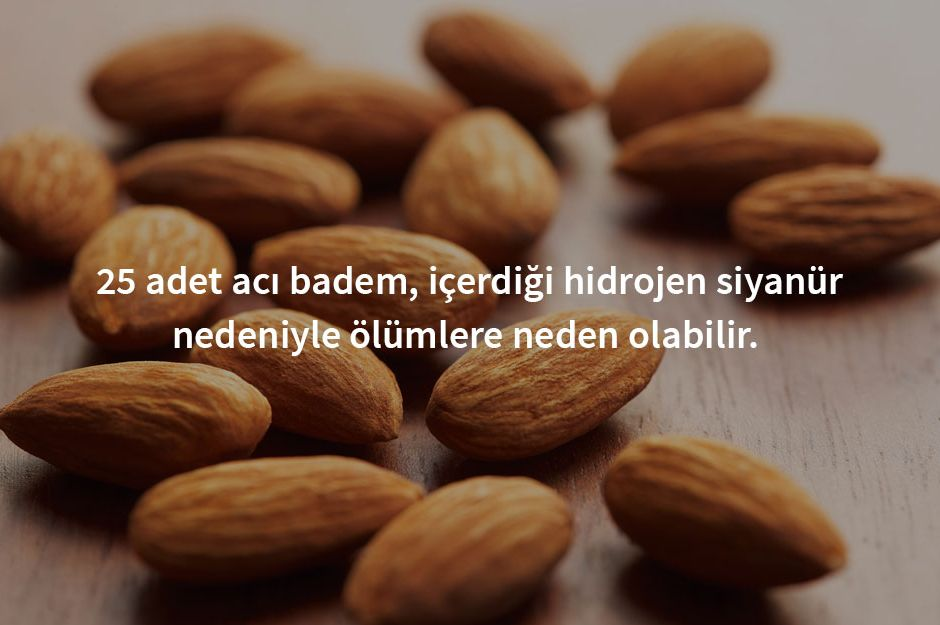 25 adet acı badem, içerdiği hidrojen siyanür
nedeniyle ölümlere neden olabilir.